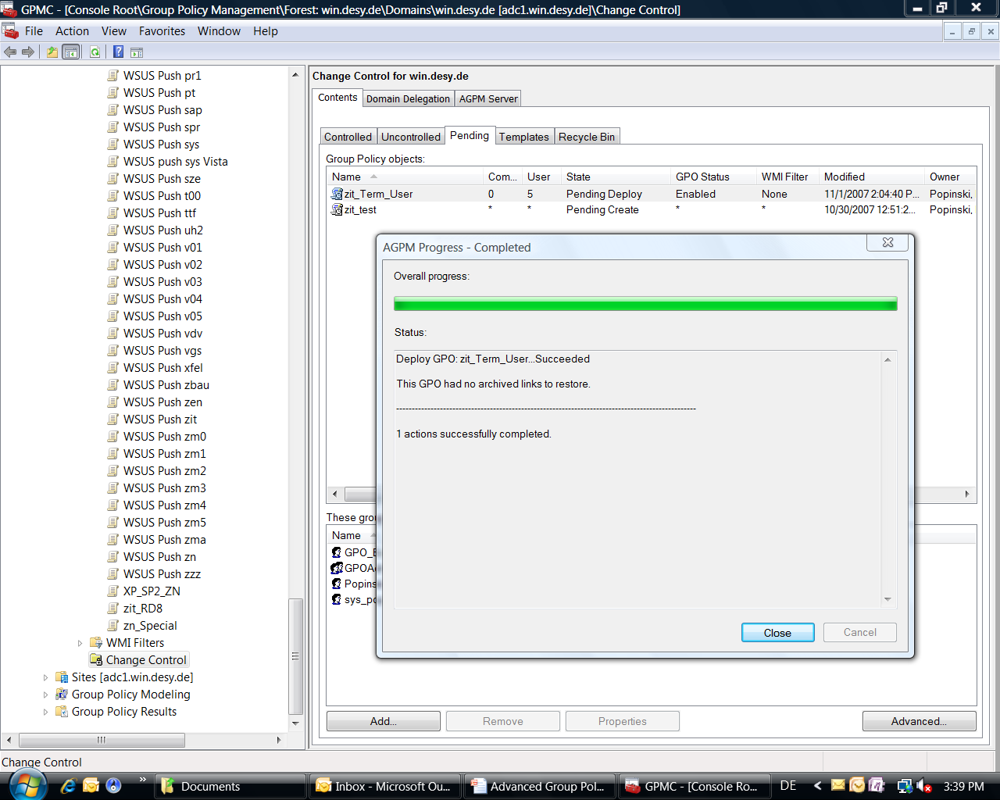 GPMC - [Console Root\Group Policy Management\Forest: win.desy.de\Domains\win.desy.de [adc1.win.desy.de]\Change Control]
File Action View Favorites Window Help
WSUS Push pr1
WSUS Push pt
WSUS Push sap
WSUS Push spr
WSUS Push sys
WSUS push sys Vista
WSUS Push sze
WSUS Push t00
WSUS Push ttf
WSUS Push uh2
WSUS Push v01
WSUS Push v02
WSUS Push v03
WSUS Push v04
WSUS Push v05
WSUS Push vdv
WSUS Push vgs
WSUS Push xfel
WSUS Push zbau
WSUS Push zen
WSUS Push zit
WSUS Push zm0
WSUS Push zm1
WSUS Push zm2
WSUS Push zm3
WSUS Push zm4
WSUS Push zm5
WSUS Push zma
WSUS Push zn
WSUS Push zzz
XP_SP2_ZN
zit_RD8
zn_Special
WMI Filters
Change Control
Sites [adc1.win.desy.de]
Group Policy Modeling
Group Policy Results
Change Control for win.desy.de
Contents Domain Delegation AGPM Server
Controlled Uncontrolled Pending Templates Recycle Bin
Group Policy objects:
Name Com... User State GPO Status WMI Filter Modified Owner
zit_Term_User 0 5 Pending Deploy Enabled None 11/1/2007 2:04:40 P... Popinski,
zit_test * * Pending Create * * 10/30/2007 12:51:2... Popinski,
AGPM Progress - Completed
Overall progress:
Status:
Deploy GPO: zit_Term_User...Succeeded
This GPO had no archived links to restore.
--------------------------------------------------------------------------------
1 actions successfully completed.
Close Cancel
These grou
Name
GPO_E
GPOAd
Popins
sys_po
Add... Remove Properties Advanced...
Change Control
» Documents Inbox - Microsoft Ou... Advanced Group Pol... GPMC - [Console Ro... DE < 3:39 PM